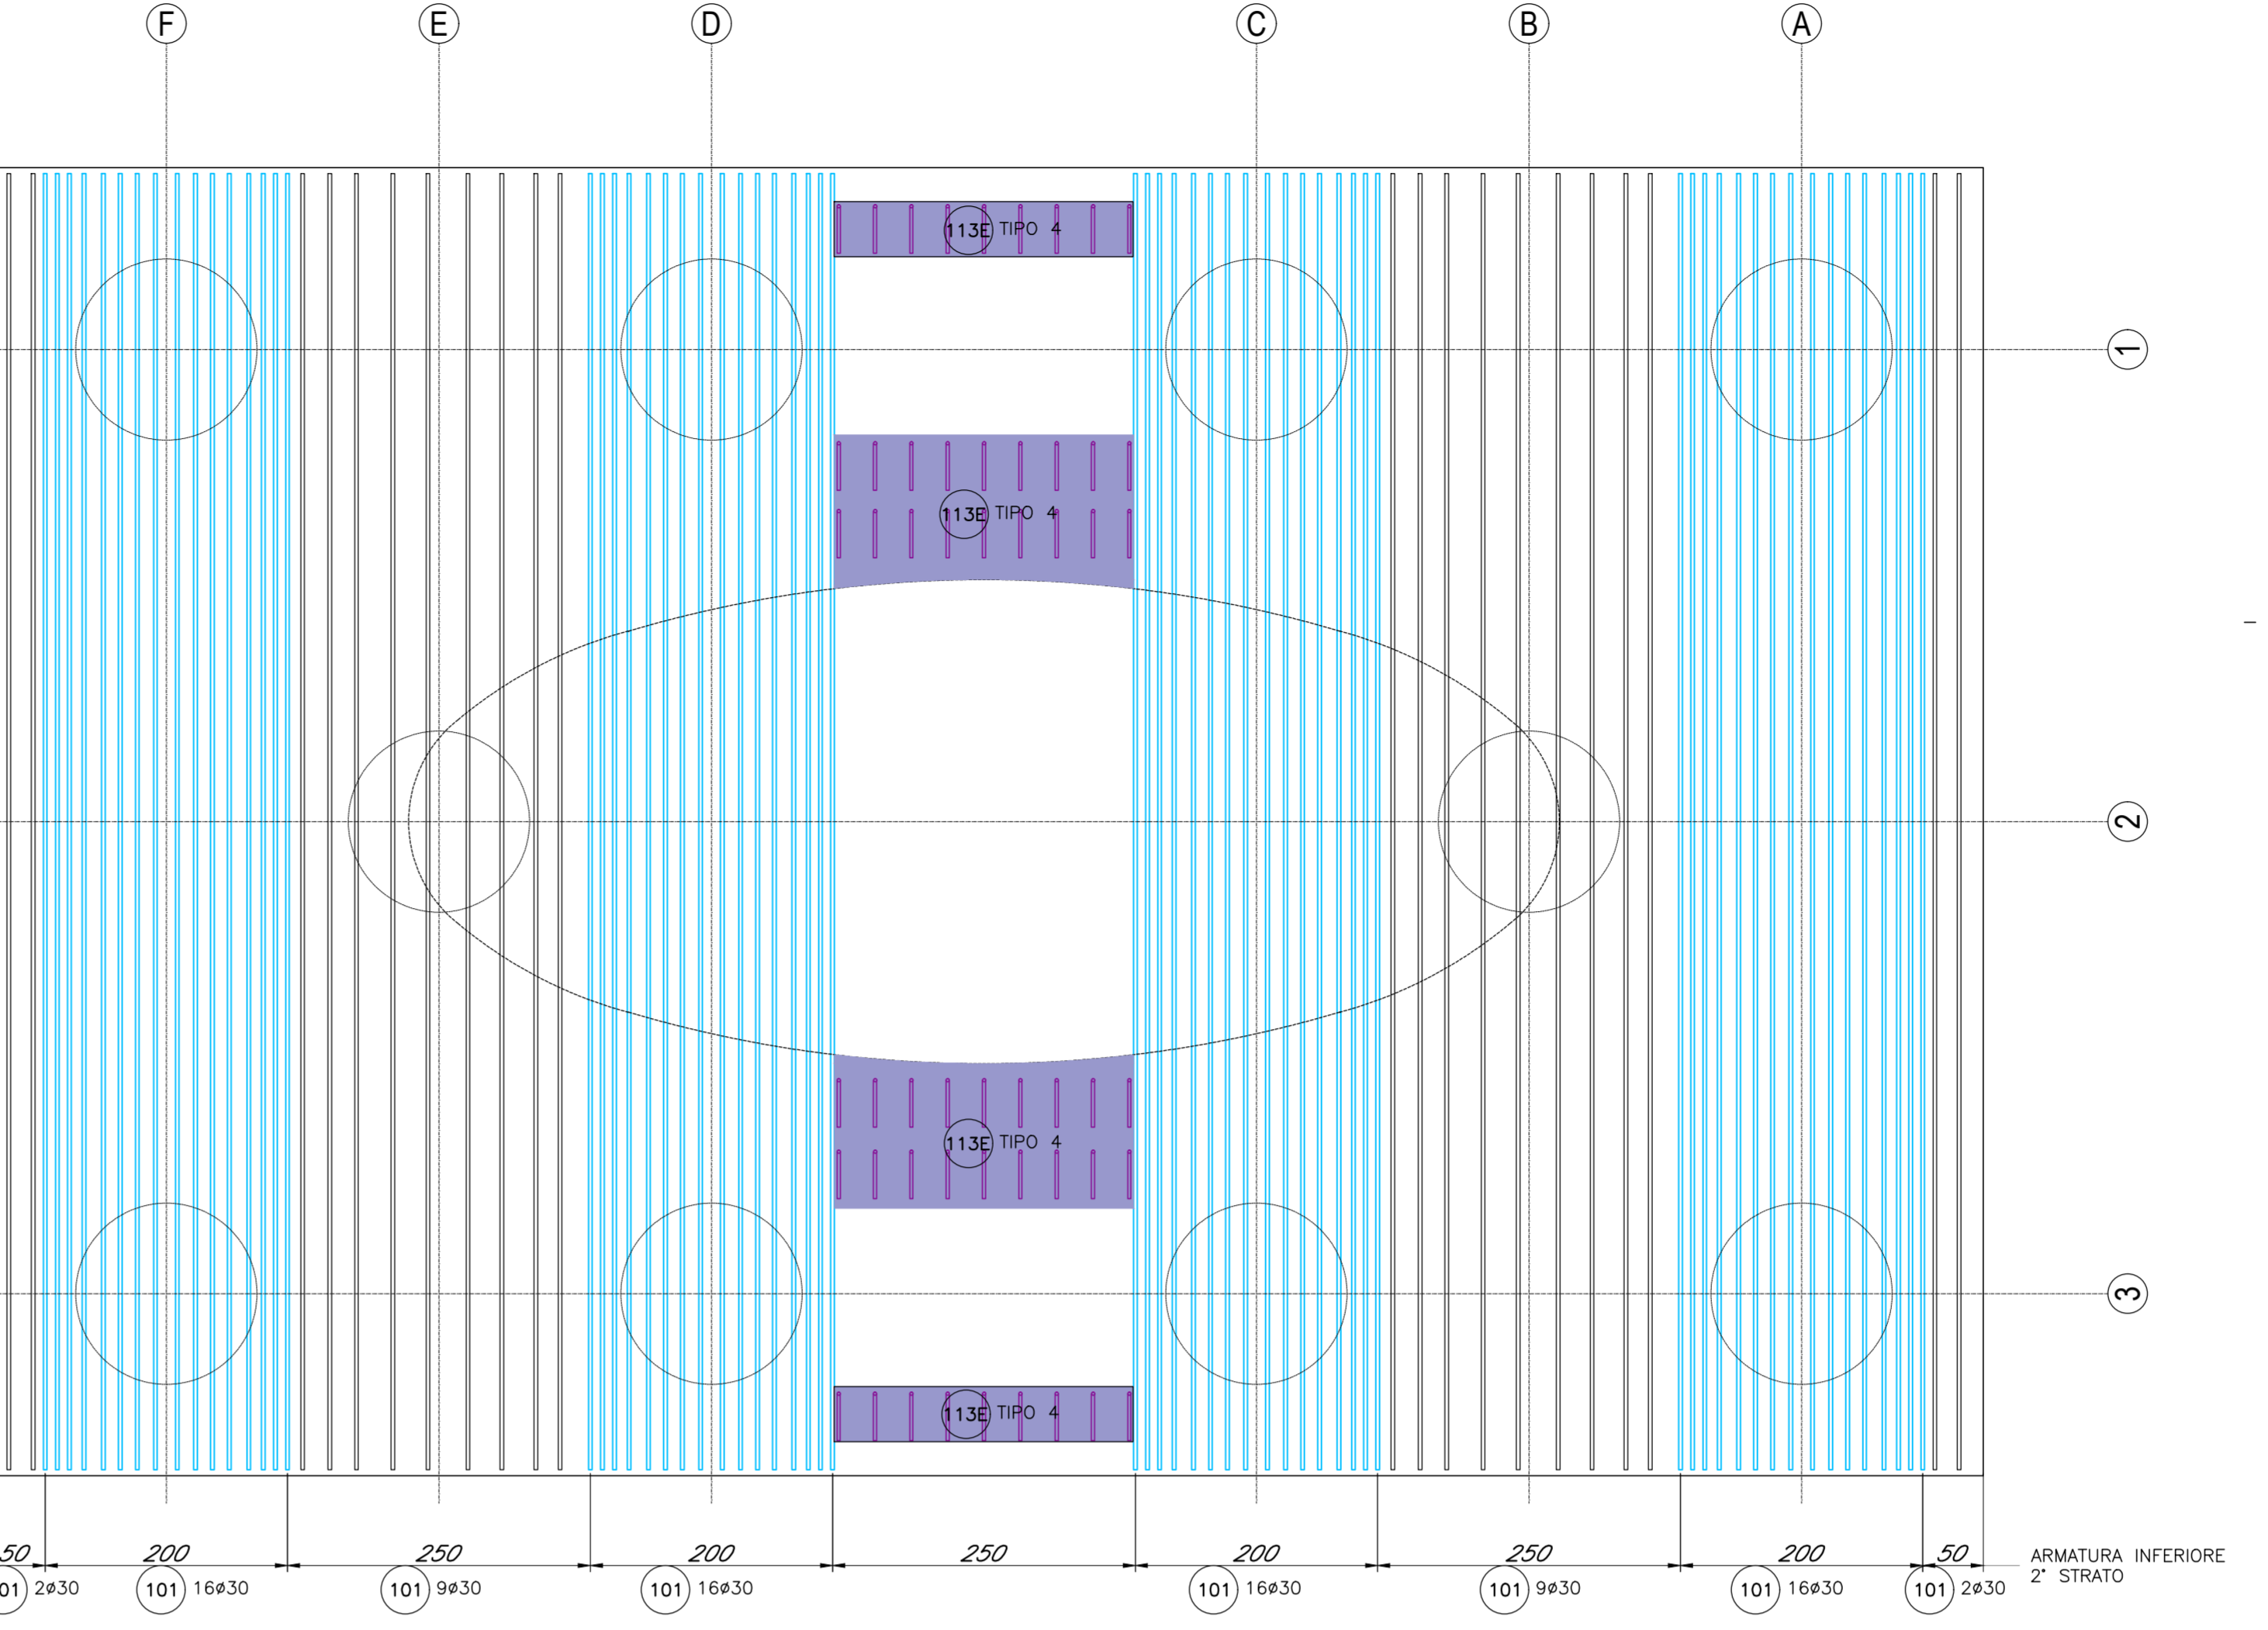 F E D C B A
113E TIPO 4
1
113E TIPO 4
2
113E TIPO 4
3
113E TIPO 4
50 200 250 200 250 200 250 200 50
ARMATURA INFERIORE
2° STRATO
01 2ø30 101 16ø30 101 9ø30 101 16ø30 101 16ø30 101 9ø30 101 16ø30 101 2ø30